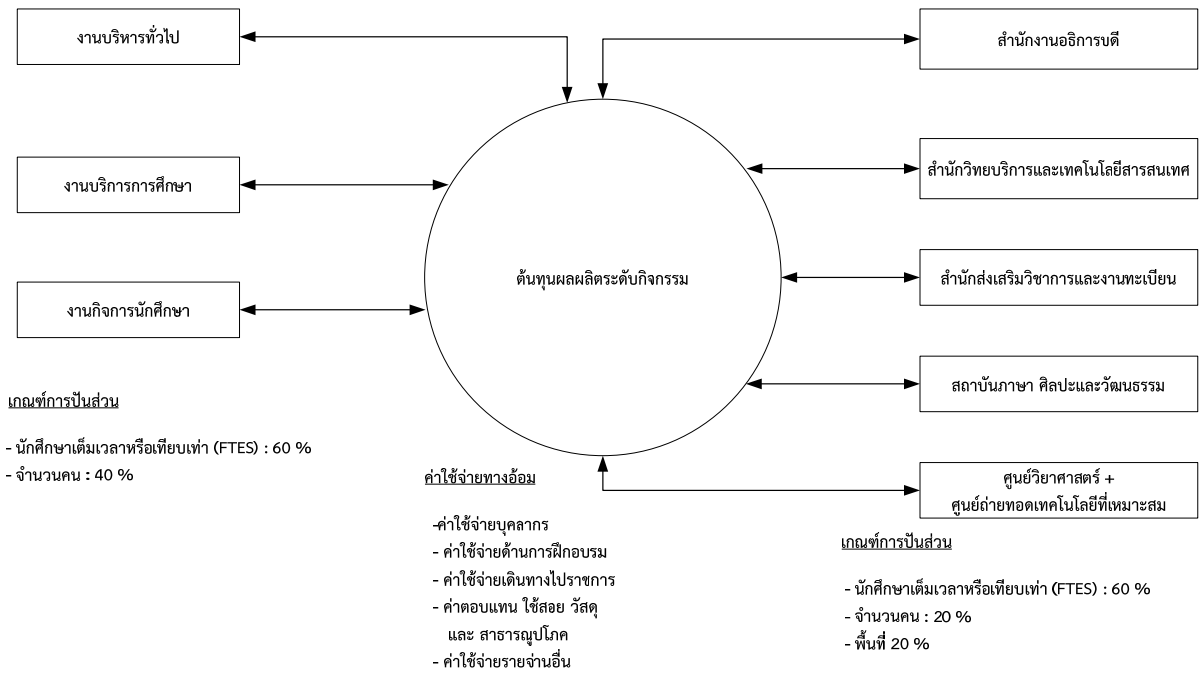 งานบริหารทั่วไป
งานบริการการศึกษา
งานกิจการนักศึกษา
เกณฑ์การปันส่วน
- นักศึกษาเต็มเวลาหรือเทียบเท่า (FTES) : 60 %
- จำนวนคน : 40 %
ต้นทุนผลผลิตระดับกิจกรรม
ค่าใช้จ่ายทางอ้อม
-ค่าใช้จ่ายบุคลากร
- ค่าใช้จ่ายด้านการฝึกอบรม
- ค่าใช้จ่ายเดินทางไปราชการ
- ค่าตอบแทน ใช้สอย วัสดุ
และ สาธารณูปโภค
- ค่าใช้จ่ายรายจ่านอื่น
สำนักงานอธิการบดี
สำนักวิทยบริการและเทคโนโลยีสารสนเทศ
สำนักส่งเสริมวิชาการและงานทะเบียน
สถาบันภาษา ศิลปะและวัฒนธรรม
ศูนย์วิยาศาสตร์ +
ศูนย์ถ่ายทอดเทคโนโลยีที่เหมาะสม
เกณฑ์การปันส่วน
- นักศึกษาเต็มเวลาหรือเทียบเท่า (FTES) : 60 %
- จำนวนคน : 20 %
- พื้นที่ 20 %